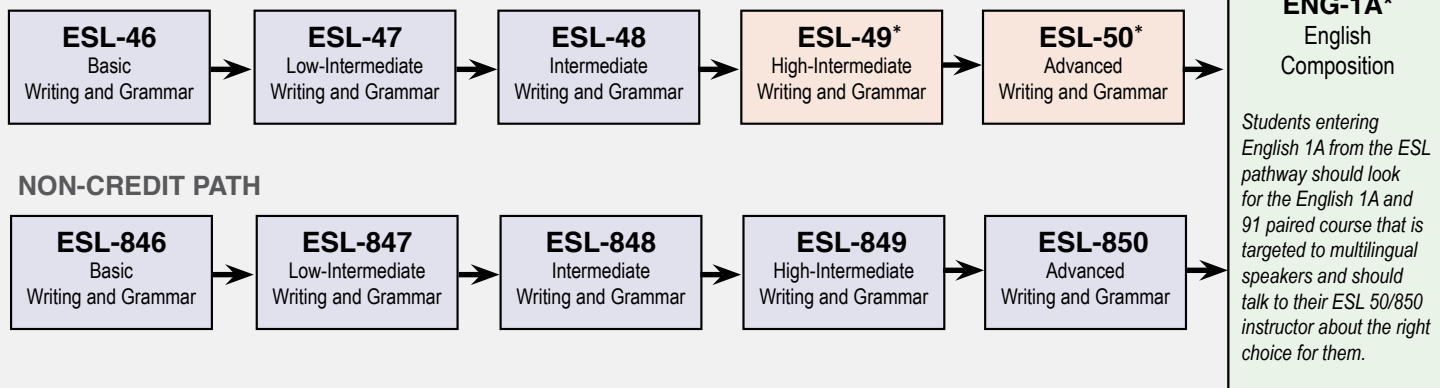 ESL-46
Basic
Writing and Grammar
ESL-47
Low-Intermediate
Writing and Grammar
ESL-48
Intermediate
Writing and Grammar
ESL-49*
High-Intermediate
Writing and Grammar
ESL-50*
Advanced
Writing and Grammar
NON-CREDIT PATH
ESL-846
Basic
Writing and Grammar
ESL-847
Low-Intermediate
Writing and Grammar
ESL-848
Intermediate
Writing and Grammar
ESL-849
High-Intermediate
Writing and Grammar
ESL-850
Advanced
Writing and Grammar
ENG-1A*
English
Composition
Students entering
English 1A from the ESL
pathway should look
for the English 1A and
91 paired course that is
targeted to multilingual
speakers and should
talk to their ESL 50/850
instructor about the right
choice for them.